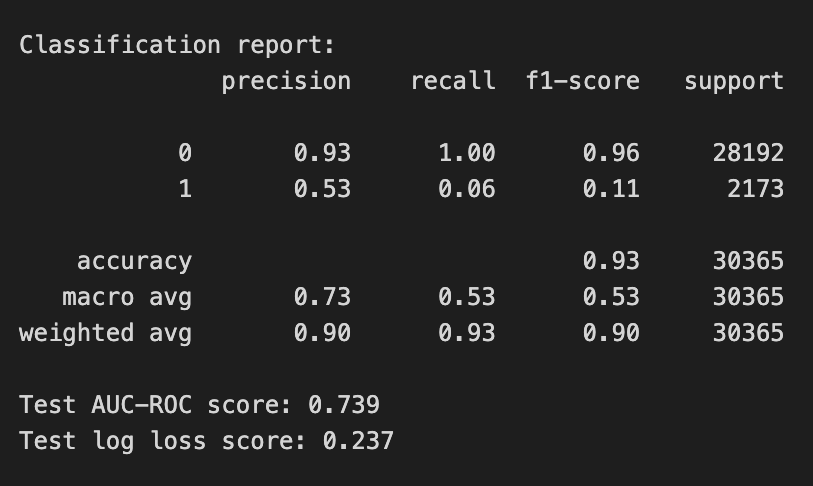 Classification report:
precision recall f1-score support
0 0.93 1.00 0.96 28192
1 0.53 0.06 0.11 2173
accuracy 0.93 30365
macro avg 0.73 0.53 0.53 30365
weighted avg 0.90 0.93 0.90 30365
Test AUC-ROC score: 0.739
Test log loss score: 0.237